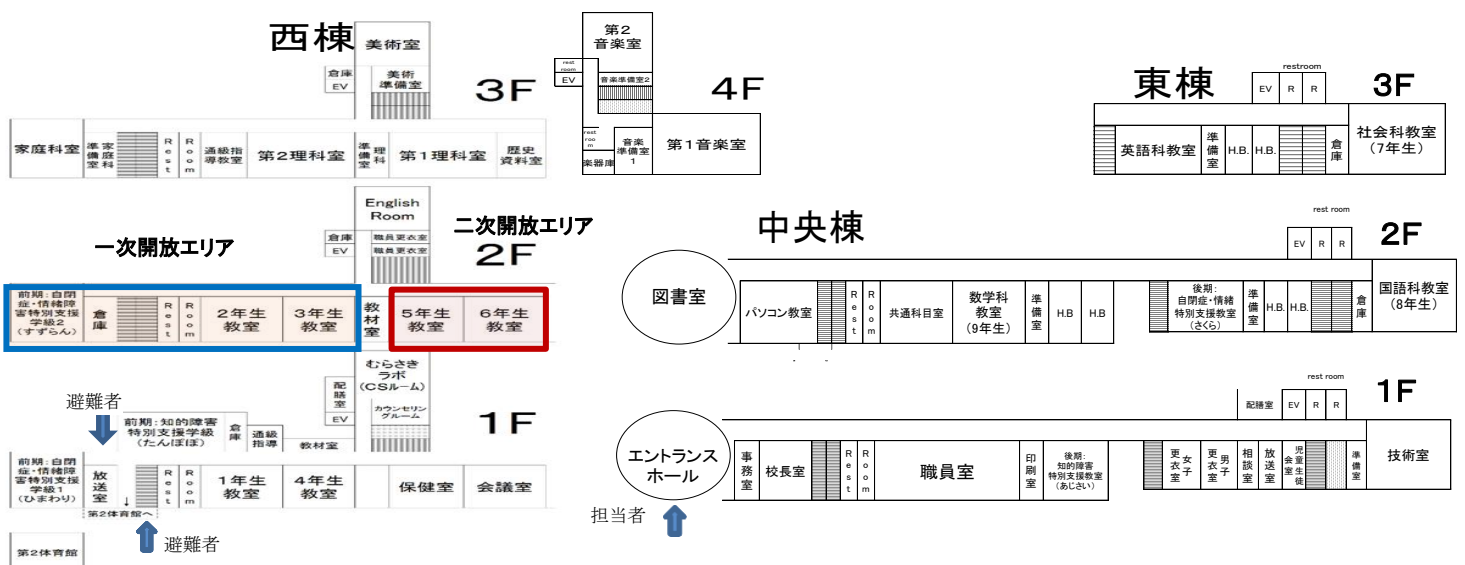 西棟
美術室
倉庫
EV
美術
準備室
3F
家庭科室
家庭科
準備室
Rest
Room
通級指
導教室
第2理科室
理科
準備室
第1理科室
歴史
資料室
第2
音楽室
rest
room
EV
音楽準備室2
4F
rest
roo
m
楽器庫
音楽
準備室
1
第1音楽室
東棟
restroom
EV
R
R
3F
英語科教室
準備室
H.B.
H.B.
倉庫
社会科教室
(7年生)
English
Room
一次開放エリア
二次開放エリア
倉庫
EV
職員更衣室
職員更衣室
2F
前期:自閉
症・情緒障
害特別支援
学級2
(すずらん)
倉庫
Rest
Room
2年生
教室
3年生
教室
教材室
5年生
教室
6年生
教室
中央棟
図書室
パソコン教室
Rest
Room
共通科目室
数学科
教室
(9年生)
準備室
H.B
H.B
rest room
EV
R
R
2F
後期:
自閉症・情緒
特別支援教室
(さくら)
準備室
H.B.
H.B.
倉庫
国語科教室
(8年生)
むらさき
ラボ
(CSルーム)
配膳室
EV
カウンセリン
グルーム
1F
避難者
前期:知的障害
特別支援学級
(たんぽぽ)
倉庫
通級
指導
教材室
前期:自閉
症・情緒障
害特別支援
学級1
(ひまわり)
放送室
↓
Rest
Room
1年生
教室
4年生
教室
保健室
会議室
第2体育館へ
避難者
第2体育館
エントランス
ホール
担当者
事務室
校長室
Rest
Room
職員室
印刷室
後期:
知的障害
特別支援教室
(あじさい)
rest room
配膳室
EV
R
R
1F
女子
更衣室
男子
更衣室
相談室
放送室
児童生徒
会室
準備室
技術室